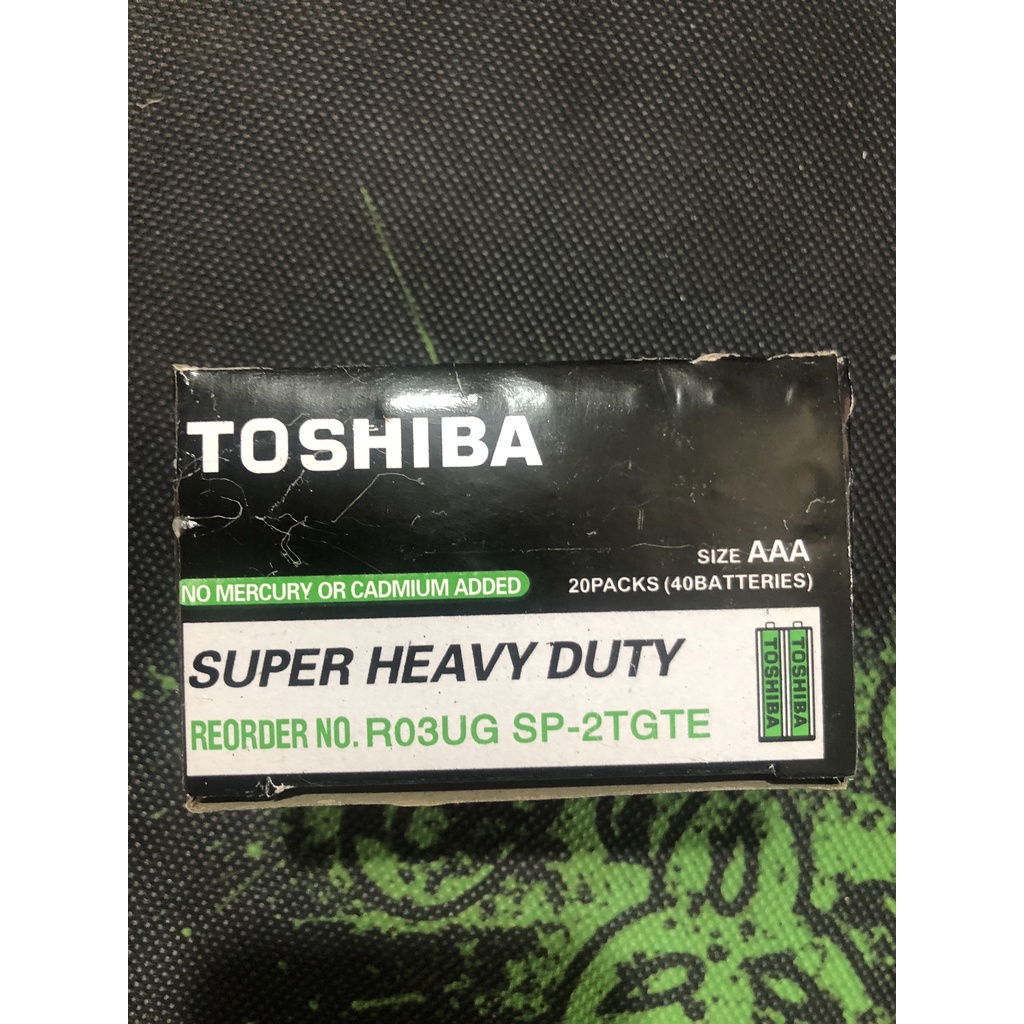 TOSHIBA
SIZE AAA
NO MERCURY OR CADMIUM ADDED
20PACKS (40BATTERIES)
SUPER HEAVY DUTY
REORDER NO. R03UG SP-2TGTE
TOSHIBA
TOSHIBA